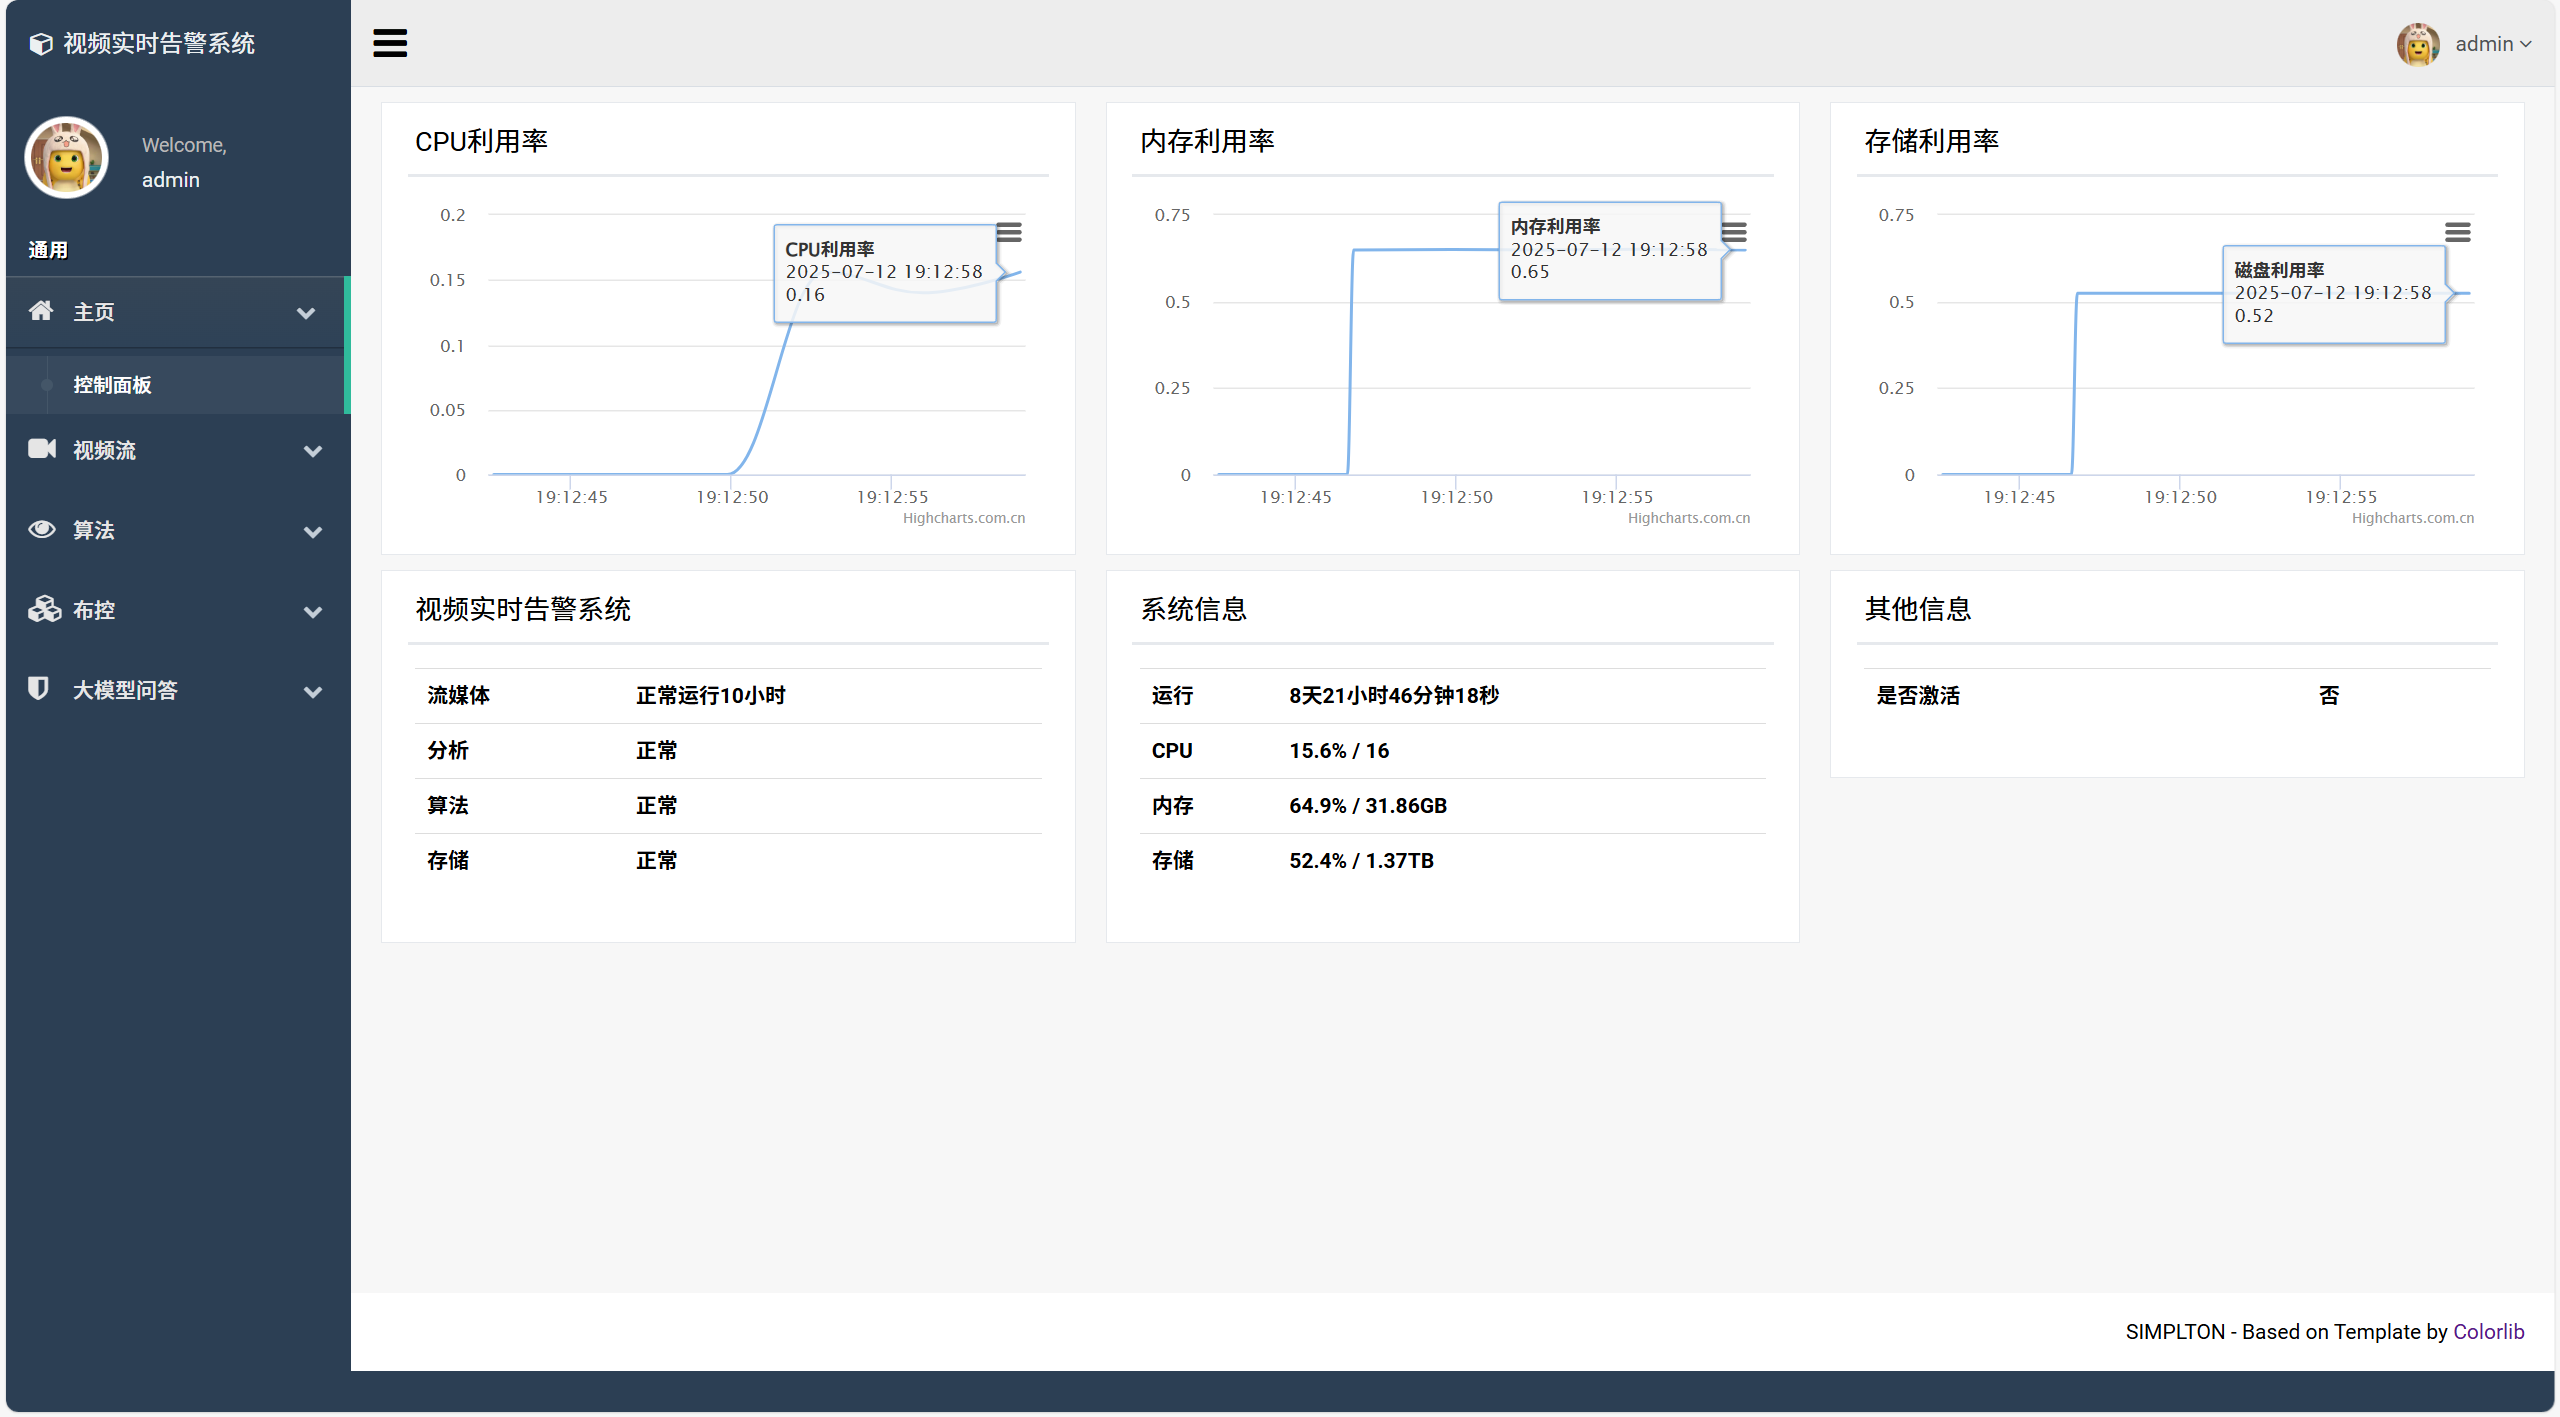 视频实时告警系统
admin
Welcome,
admin
通用
主页
控制面板
视频流
算法
布控
大模型问答
CPU利用率
0.2
0.15
0.1
0.05
0
19:12:45
19:12:50
19:12:55
CPU利用率
2025-07-12 19:12:58
0.16
Highcharts.com.cn
内存利用率
0.75
0.5
0.25
0
19:12:45
19:12:50
19:12:55
内存利用率
2025-07-12 19:12:58
0.65
Highcharts.com.cn
存储利用率
0.75
0.5
0.25
0
19:12:45
19:12:50
19:12:55
磁盘利用率
2025-07-12 19:12:58
0.52
Highcharts.com.cn
视频实时告警系统
流媒体 正常运行10小时
分析 正常
算法 正常
存储 正常
系统信息
运行 8天21小时46分钟18秒
CPU 15.6% / 16
内存 64.9% / 31.86GB
存储 52.4% / 1.37TB
其他信息
是否激活 否
SIMPLTON - Based on Template by Colorlib